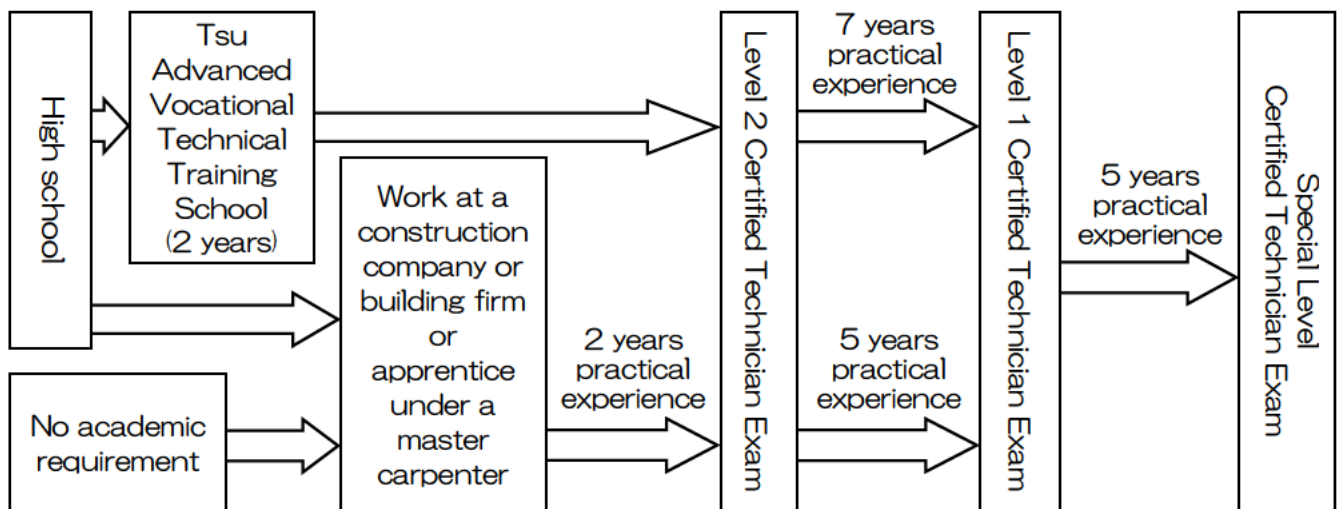 High school
Tsu
Advanced
Vocational
Technical
Training
School
(2 years)
No academic
requirement
Work at a
construction
company or
building firm
or
apprentice
under a
master
carpenter
2 years
practical
experience
Level 2 Certified Technician Exam
7 years
practical
experience
5 years
practical
experience
Level 1 Certified Technician Exam
5 years
practical
experience
Special Level
Certified Technician Exam